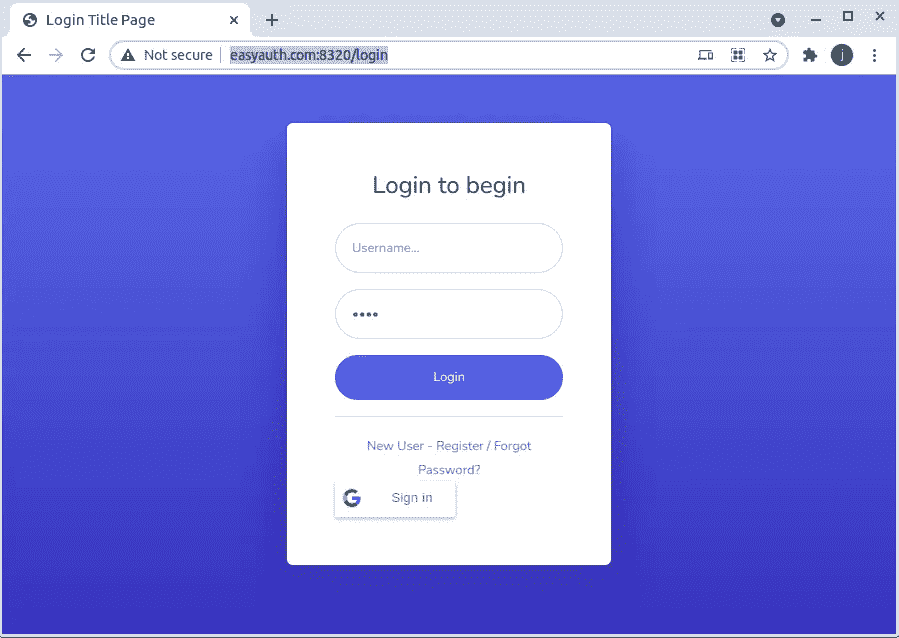 Login Title Page
Not secure easyauth.com:8320/login
j
Login to begin
Username...
••••
Login
New User - Register / Forgot
Password?
G Sign in